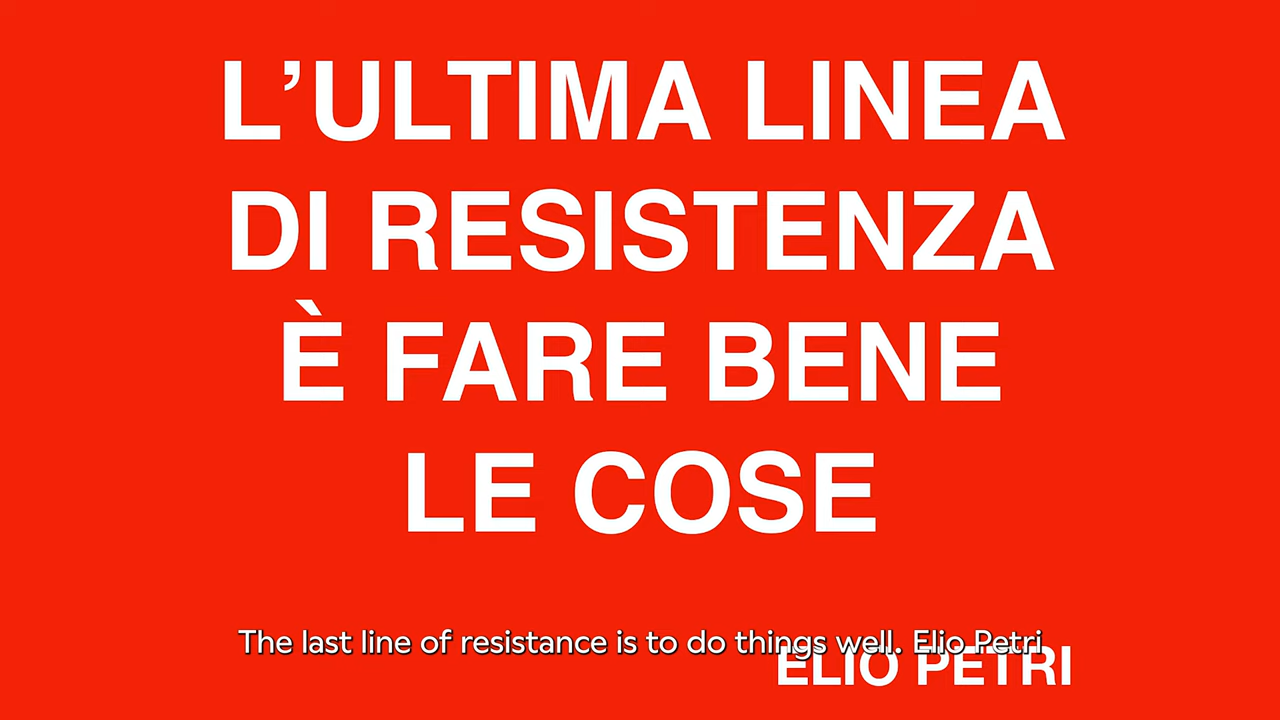 L’ULTIMA LINEA
DI RESISTENZA
È FARE BENE
LE COSE
The last line of resistance is to do things well. Elio Petri
ELIO PETRI